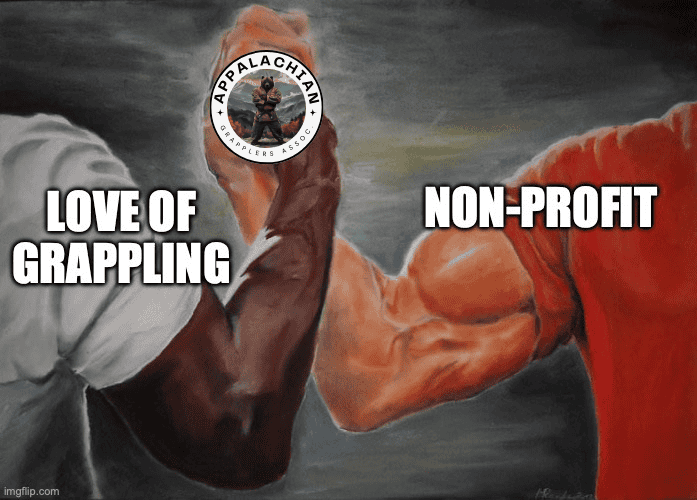 APPALACHIAN
GRAPPLERS ASSOC
LOVE OF
GRAPPLING
NON-PROFIT
imgflip.com